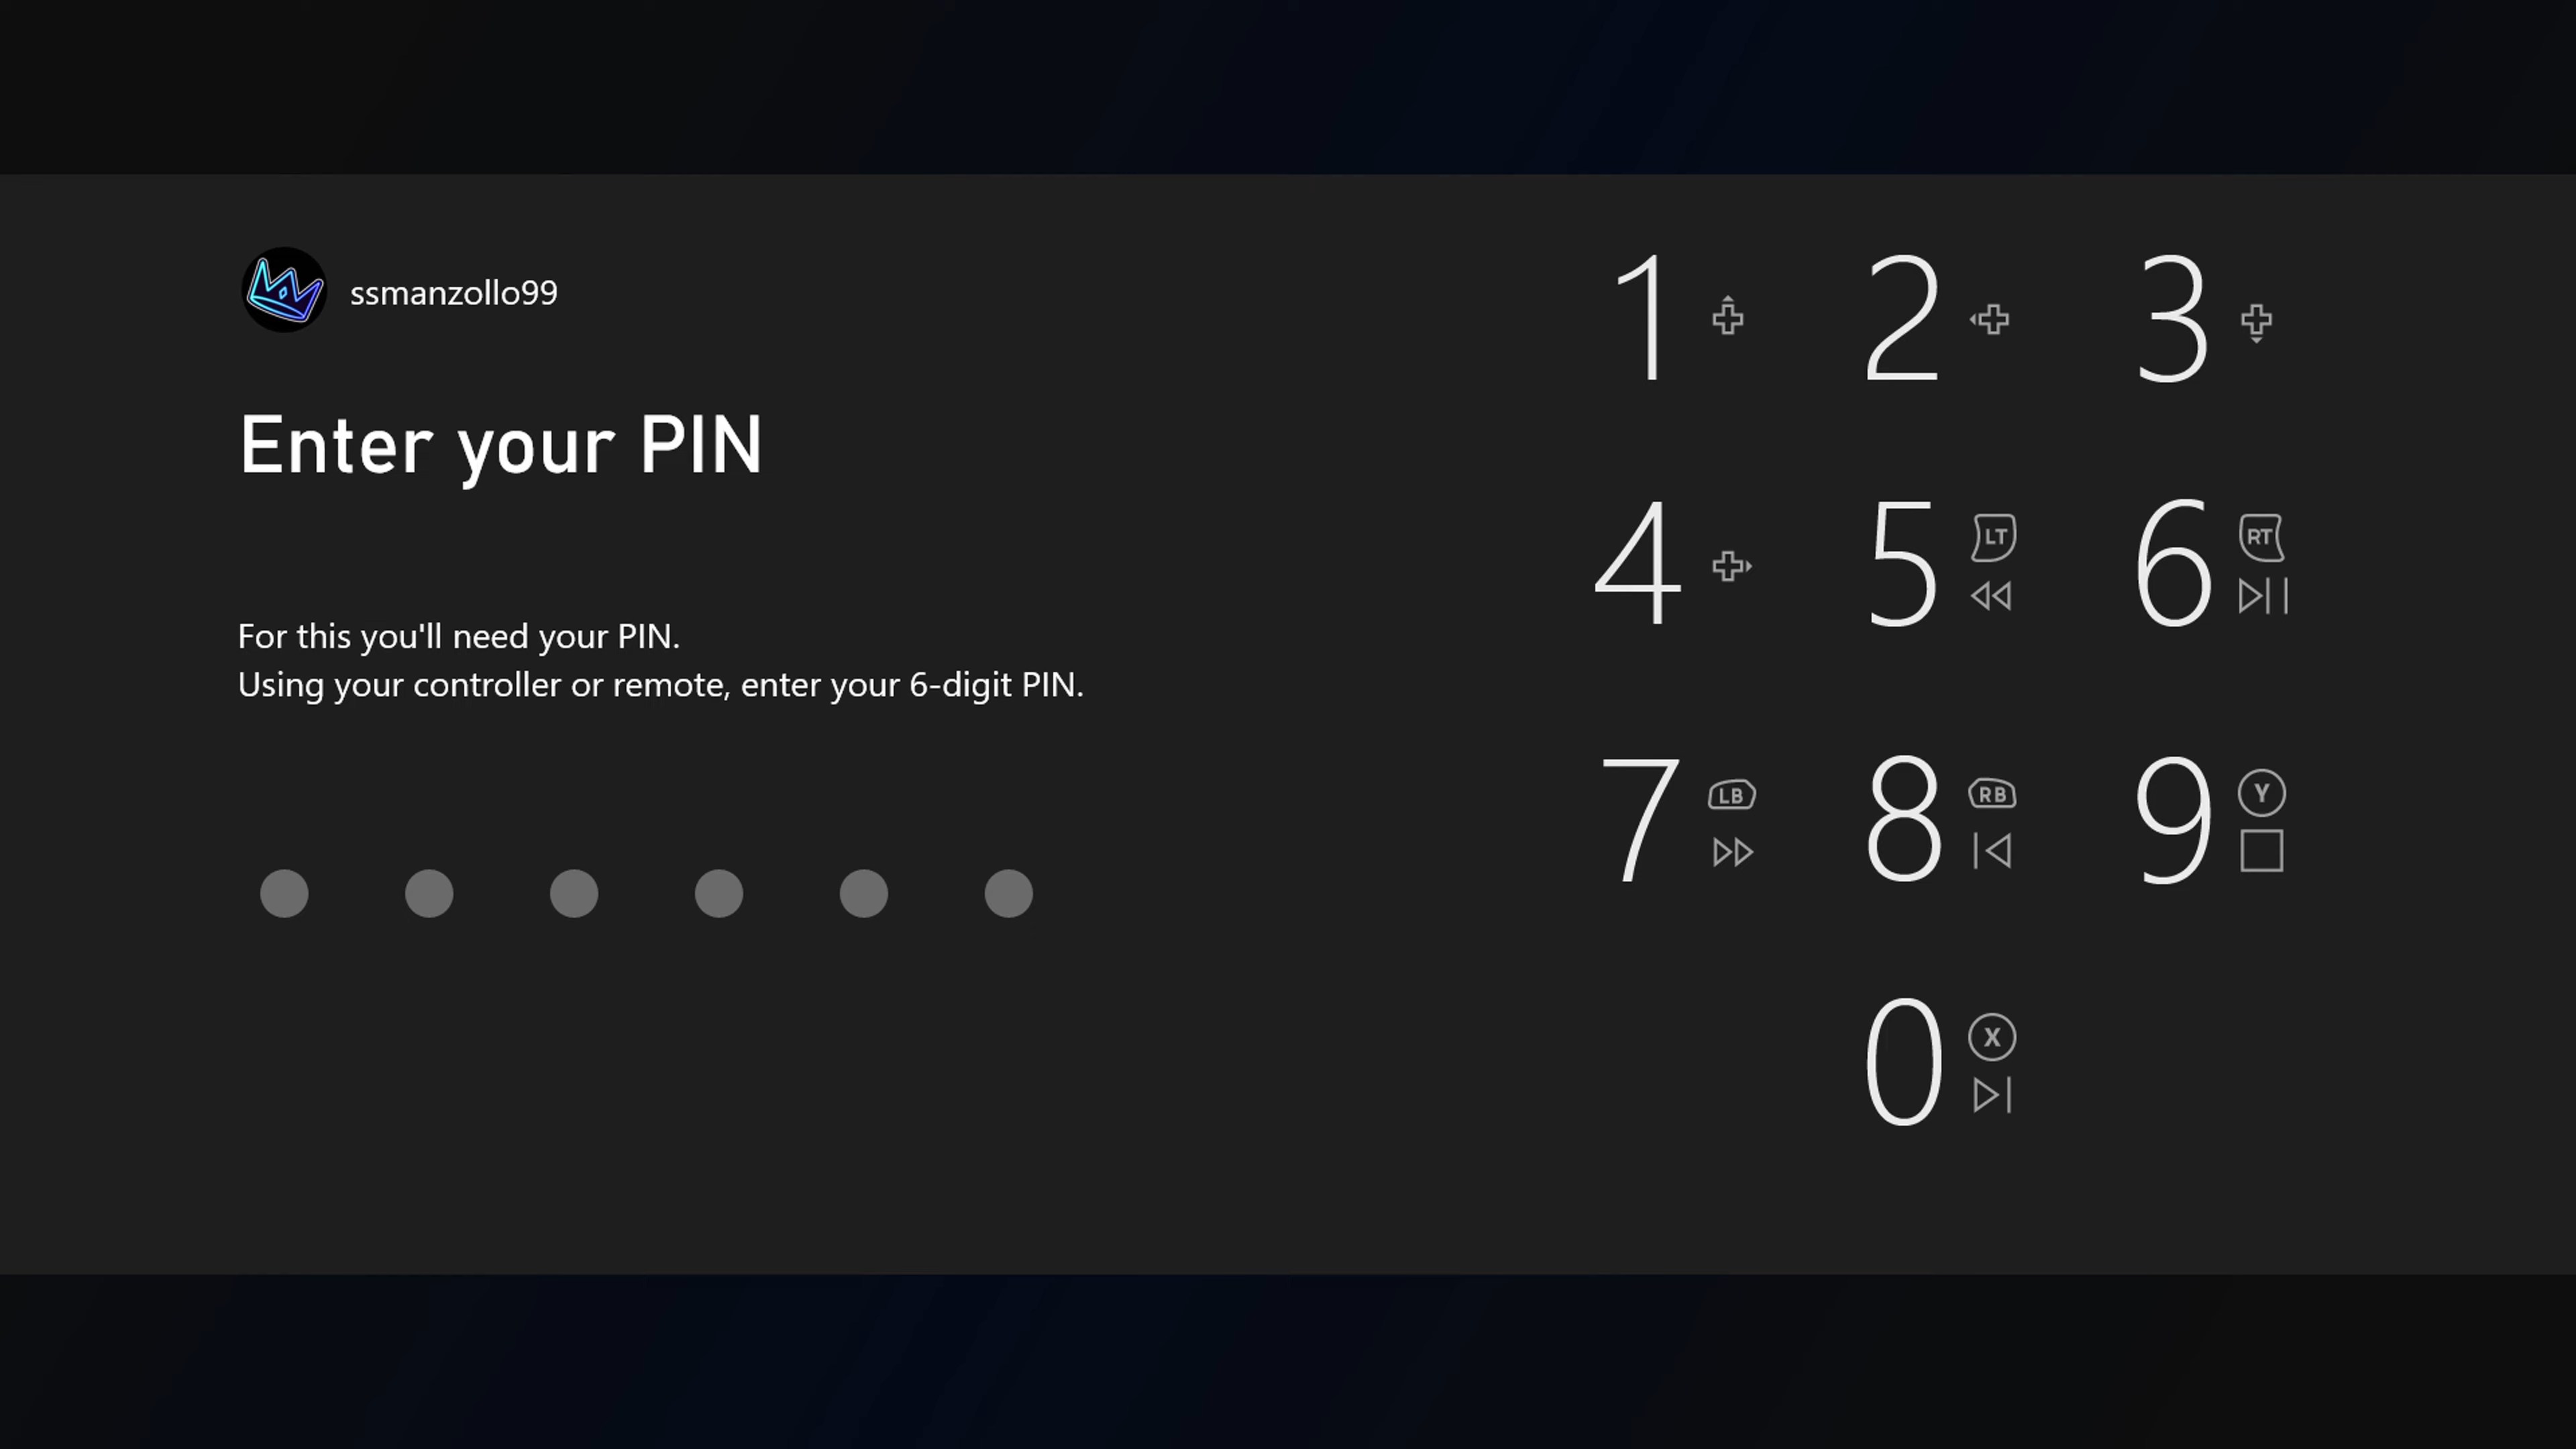 ssmanzollo99
Enter your PIN
For this you'll need your PIN.
Using your controller or remote, enter your 6-digit PIN.
1 2 3
4 5 LT 6 RT
7 LB 8 RB 9 Y
0 X